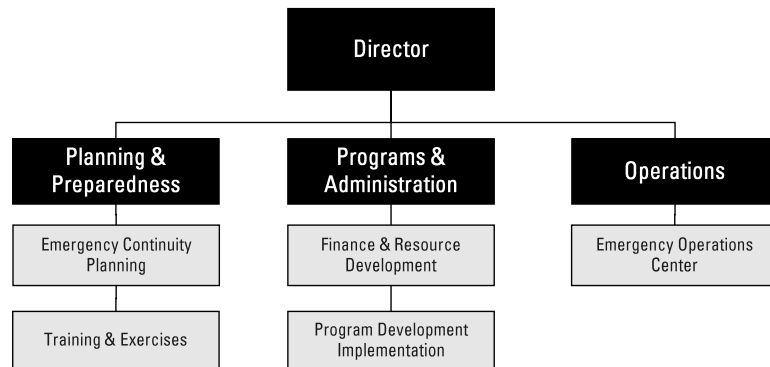 Director
Planning &
Preparedness
Programs &
Administration
Operations
Emergency Continuity
Planning
Finance & Resource
Development
Emergency Operations
Center
Training & Exercises
Program Development
Implementation